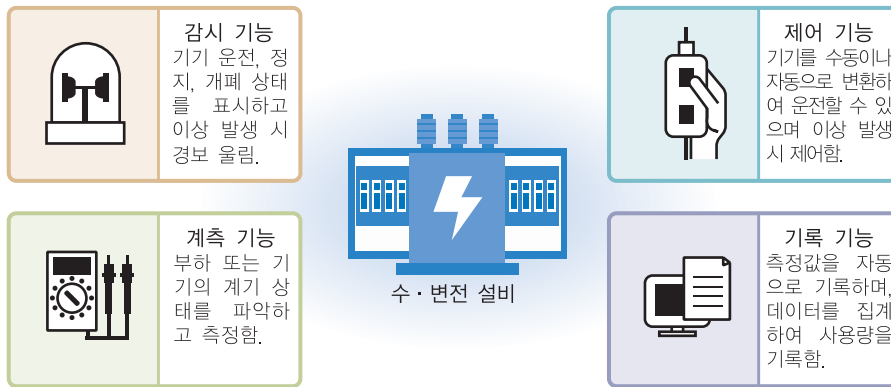 감시 기능
기기 운전, 정
지, 개폐 상태
를 표시하고
이상 발생 시
경보 울림.
제어 기능
기기를 수동이나
자동으로 변환하
여 운전할 수 있
으며 이상 발생
시 제어함.
계측 기능
부하 또는 기
기의 계기 상
태를 파악하
고 측정함.
기록 기능
측정값을 자동
으로 기록하며,
데이터를 집계
하여 사용량을
기록함.
수·변전 설비